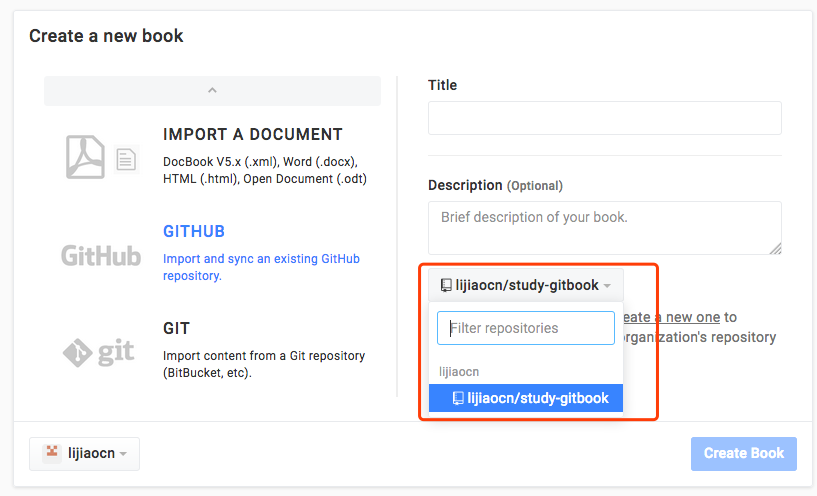 Create a new book
IMPORT A DOCUMENT
DocBook V5.x (.xml), Word (.docx),
HTML (.html), Open Document (.odt)
GitHub
GITHUB
Import and sync an existing GitHub
repository.
git
GIT
Import content from a Git repository
(BitBucket, etc).
Title
Description (Optional)
Brief description of your book.
lijiaocn/study-gitbook
Filter repositories
lijiaocn
lijiaocn/study-gitbook
eate a new one to
rganization's repository
lijiaocn
Create Book